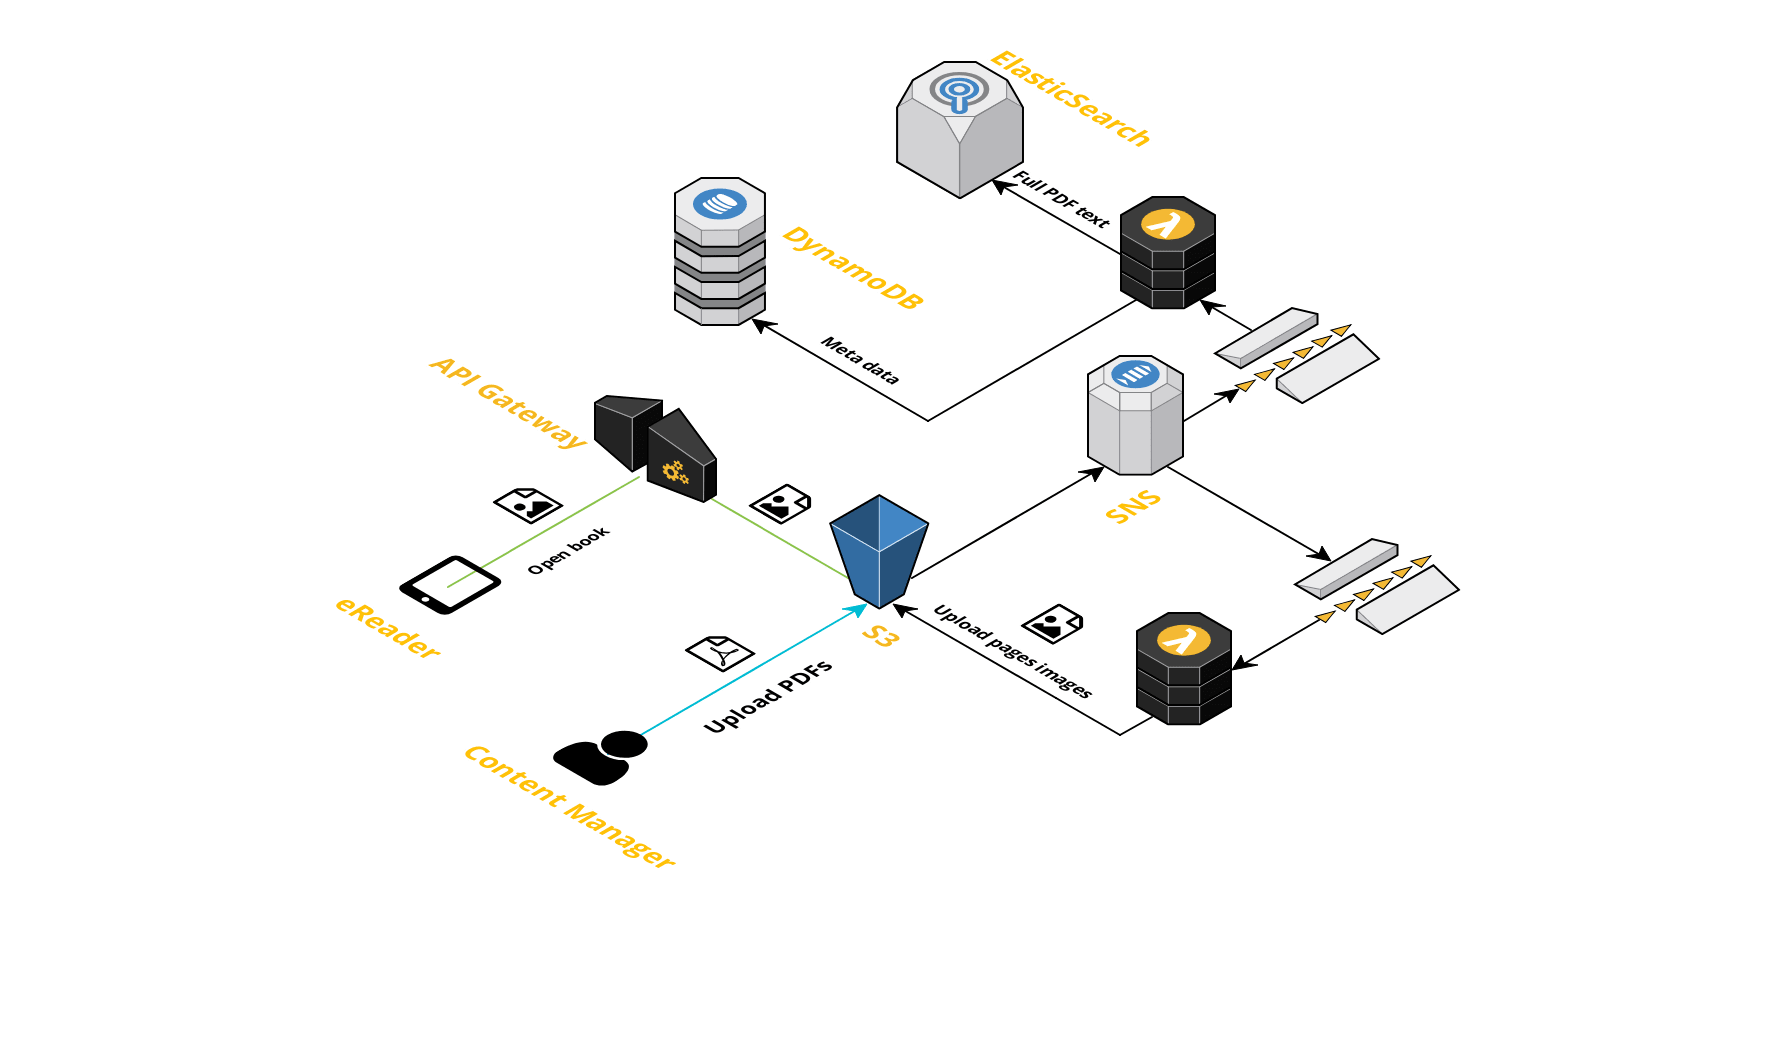 ElasticSearch
Full PDF text
DynamoDB
Meta data
API Gateway
SNS
Open book
eReader
S3
Upload pages images
Upload PDFs
Content Manager